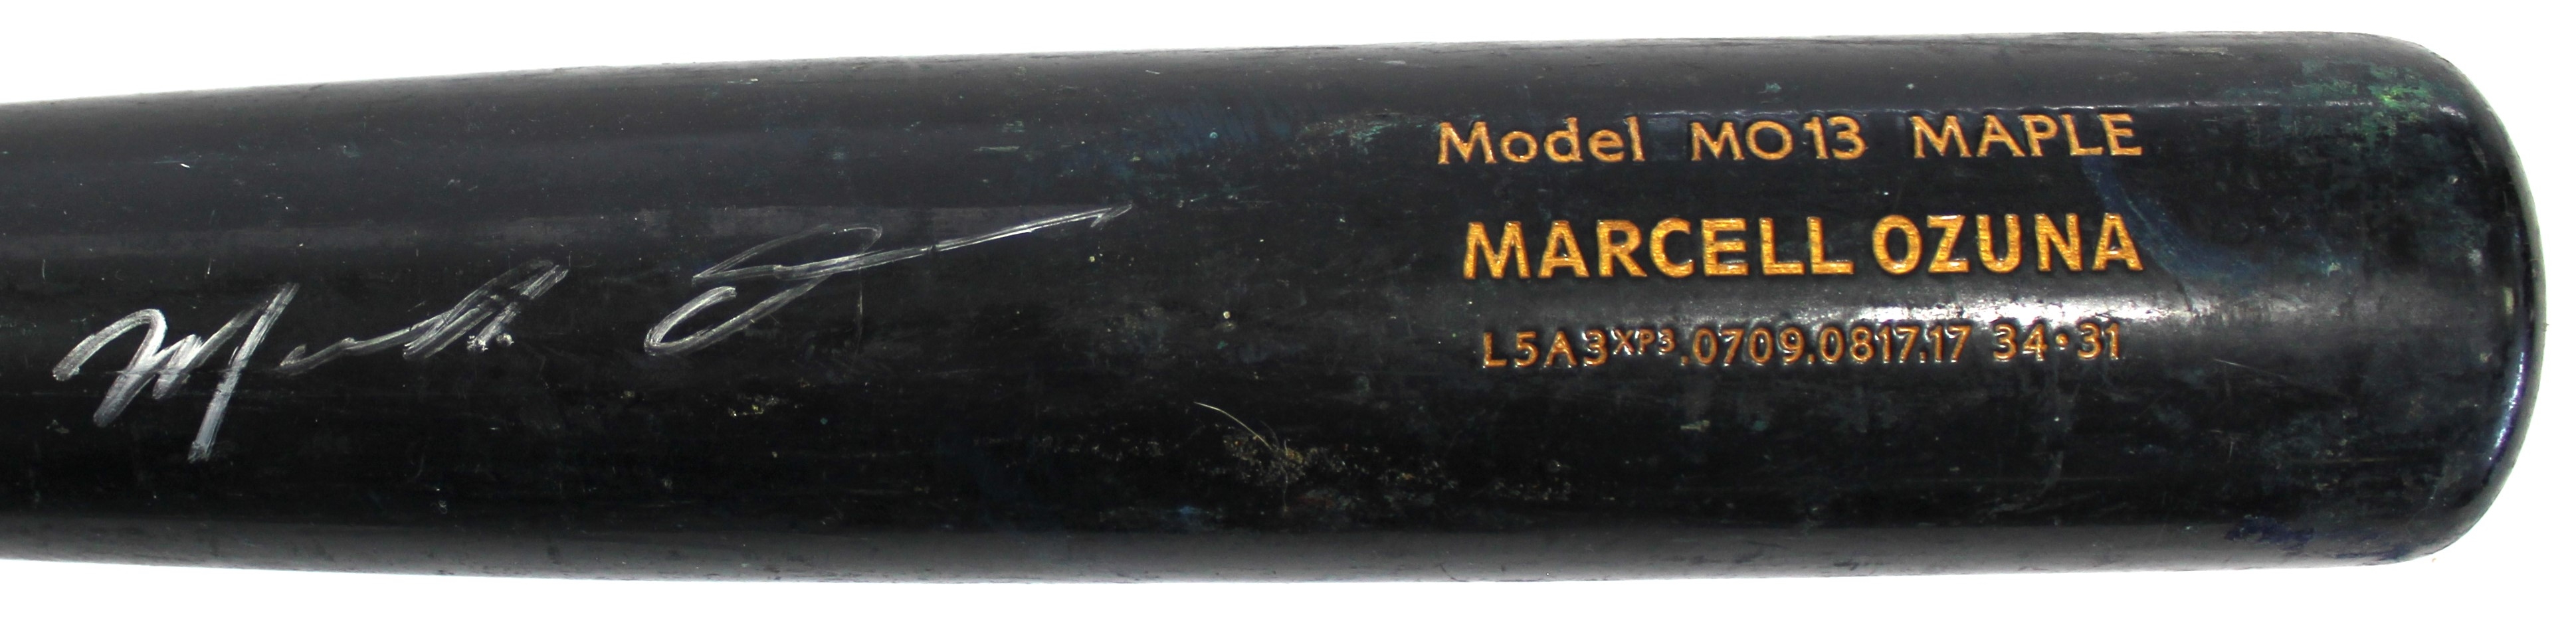 Model MO13 MAPLE
MARCELL OZUNA
L5A3XP3.0709.0817.17 34•31